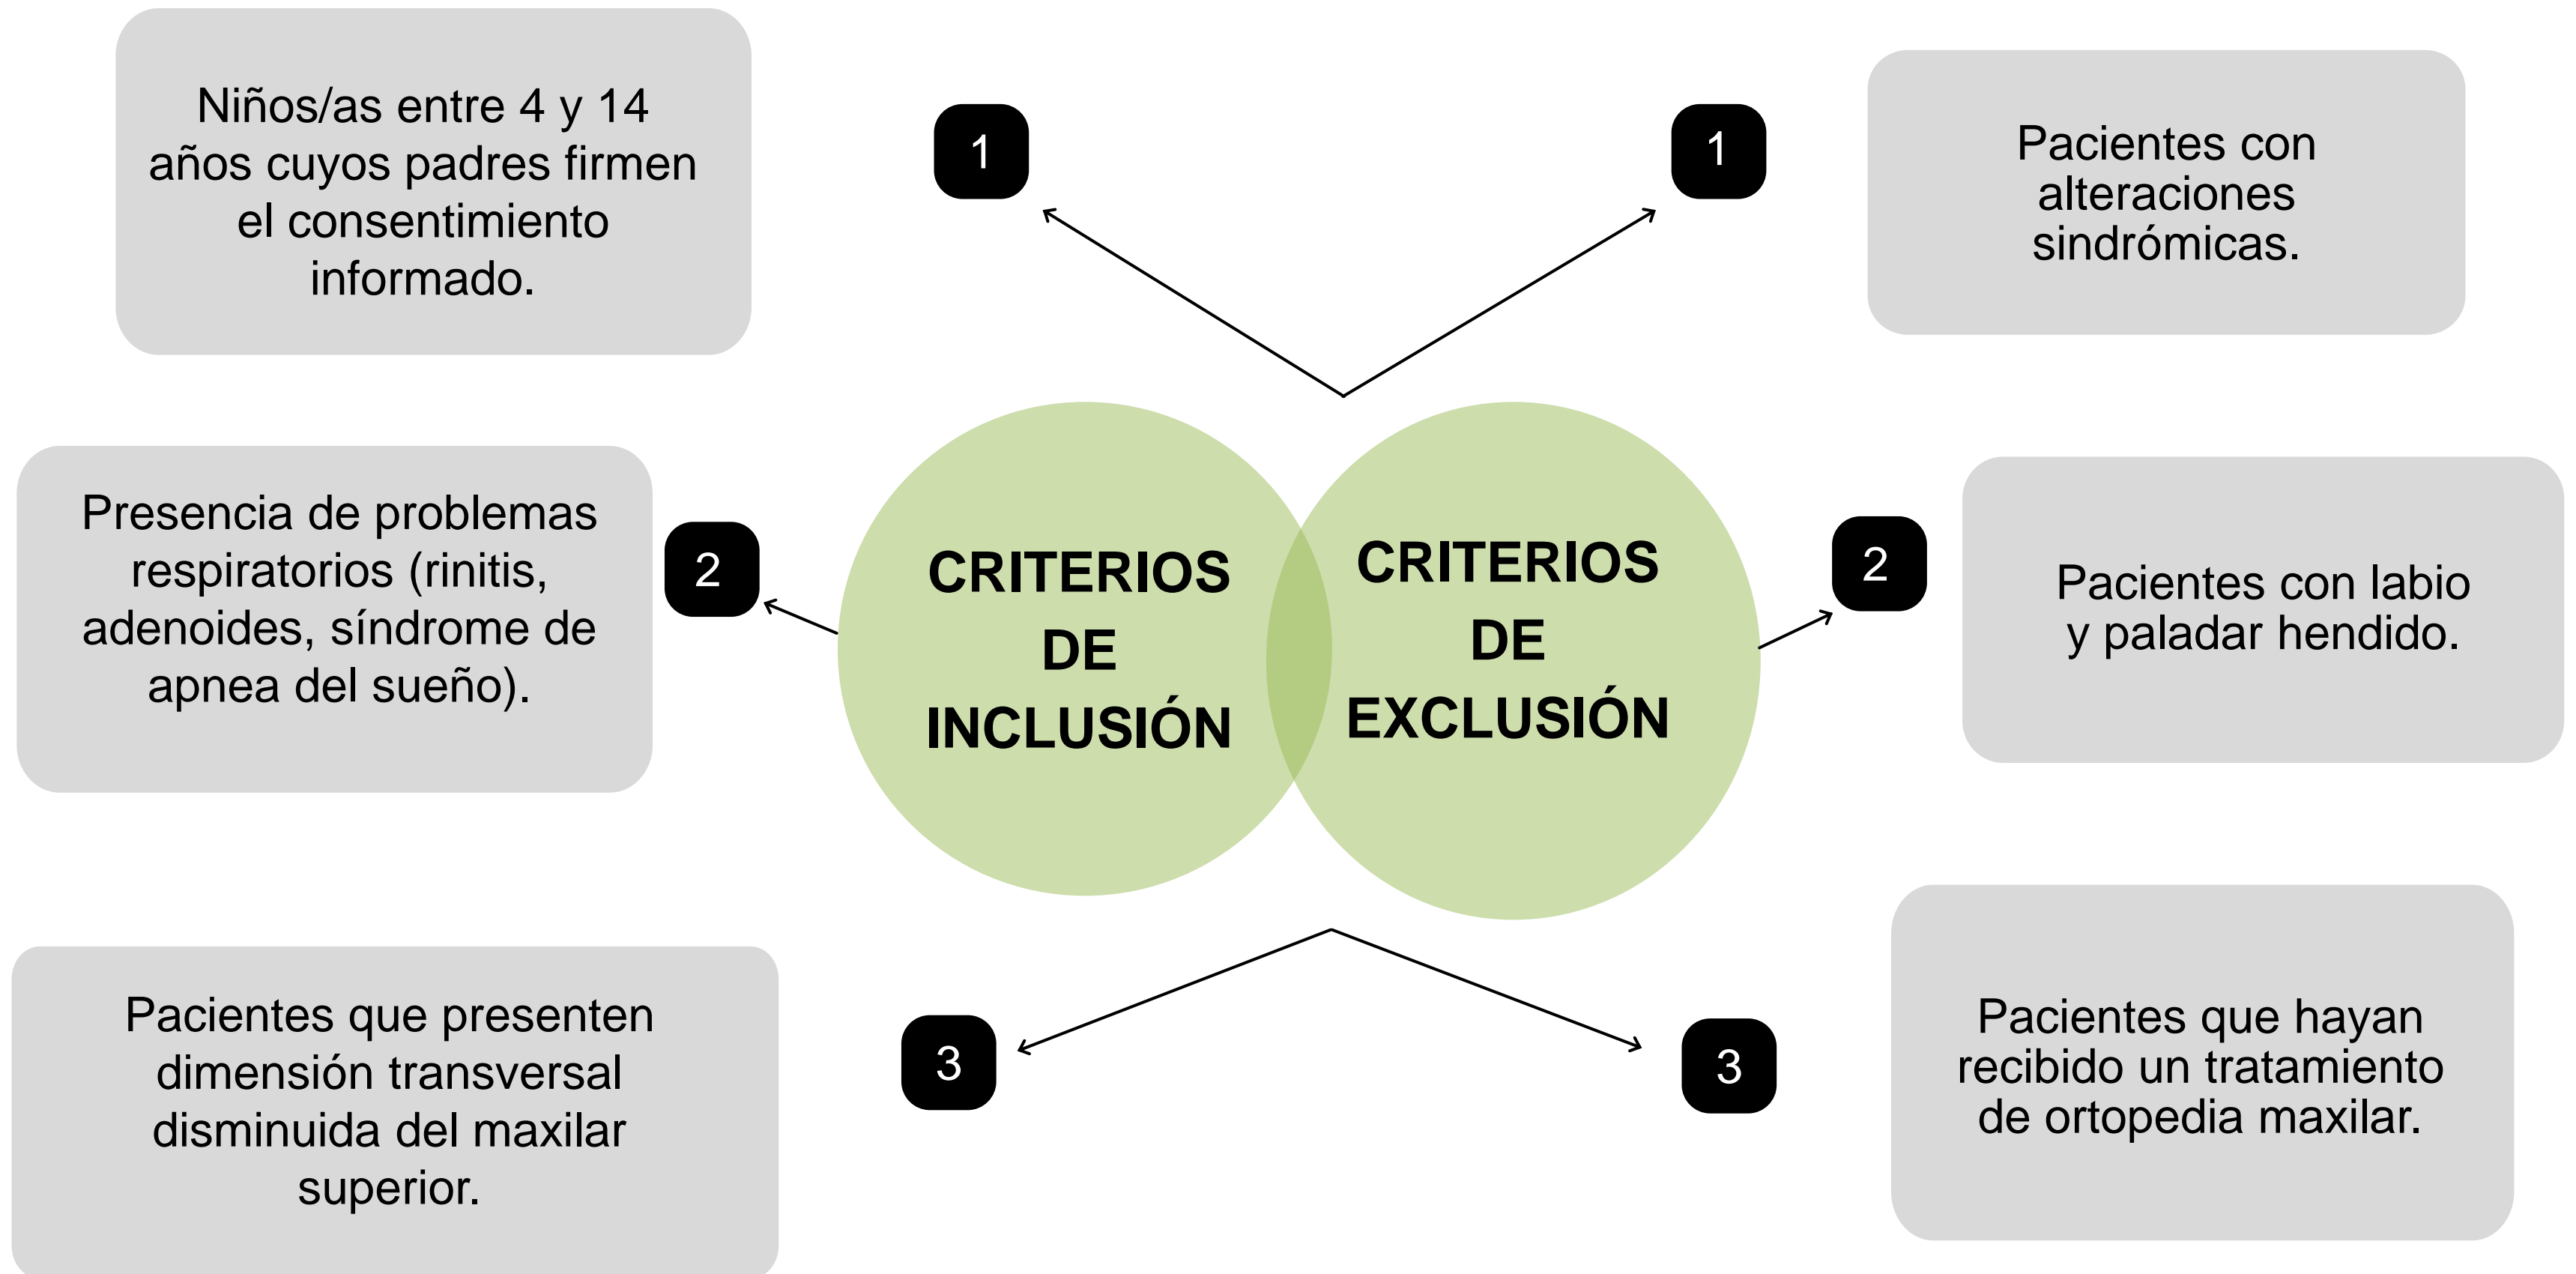 Niños/as entre 4 y 14
años cuyos padres firmen
el consentimiento
informado.
1
Presencia de problemas
respiratorios (rinitis,
adenoides, síndrome de
apnea del sueño).
2
Pacientes que presenten
dimensión transversal
disminuida del maxilar
superior.
3
CRITERIOS
DE
INCLUSIÓN
CRITERIOS
DE
EXCLUSIÓN
1
Pacientes con
alteraciones
sindrómicas.
2
Pacientes con labio
y paladar hendido.
3
Pacientes que hayan
recibido un tratamiento
de ortopedia maxilar.